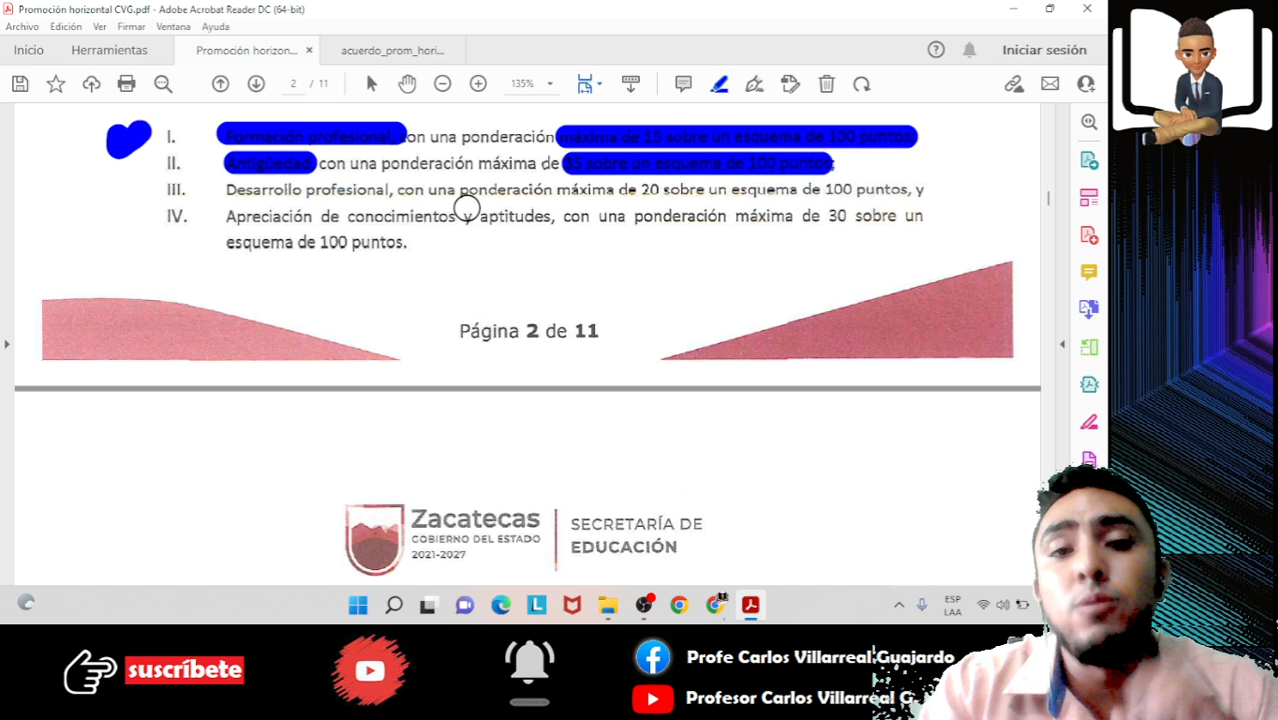 Promoción horizontal CVG.pdf - Adobe Acrobat Reader DC (64-bit)
Archivo Edición Ver Firmar Ventana Ayuda
Inicio Herramientas Promoción horizon... × acuerdo_prom_hori... Iniciar sesión
2 / 11 135%
I. Formación profesional, con una ponderación máxima de 15 sobre un esquema de 100 puntos;
II. Antigüedad, con una ponderación máxima de 35 sobre un esquema de 100 puntos;
III. Desarrollo profesional, con una ponderación máxima de 20 sobre un esquema de 100 puntos, y
IV. Apreciación de conocimientos y aptitudes, con una ponderación máxima de 30 sobre un
esquema de 100 puntos.
Página 2 de 11
Zacatecas
GOBIERNO DEL ESTADO
2021-2027
SECRETARÍA DE
EDUCACIÓN
ESP
LAA
suscríbete
Profe Carlos Villarreal Guajardo
Profesor Carlos Villarreal G.